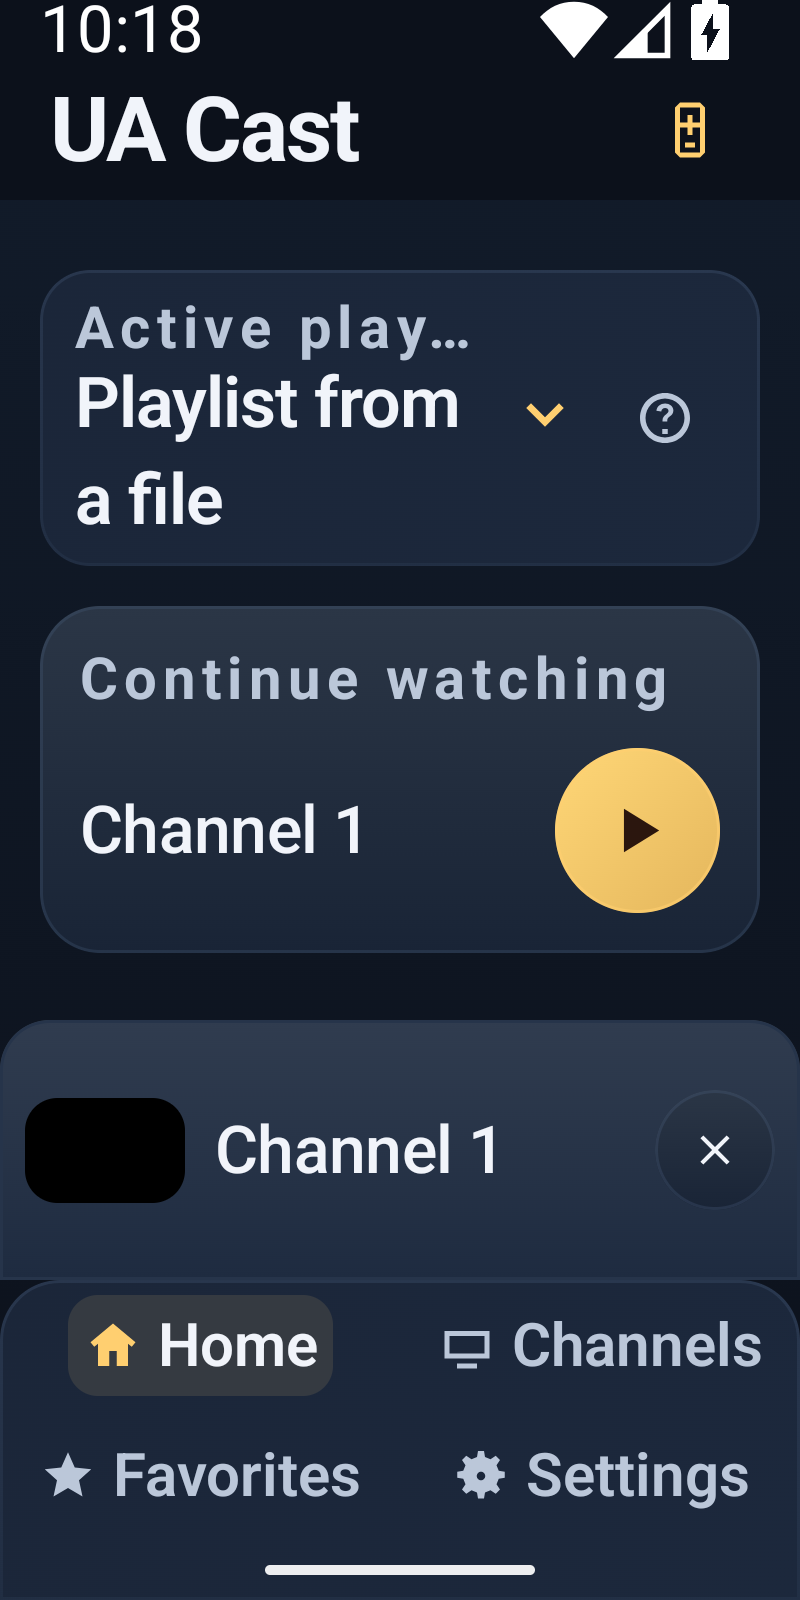 10:18
UA Cast
Active play…
Playlist from
a file
Continue watching
Channel 1
Channel 1
Home
Channels
Favorites
Settings